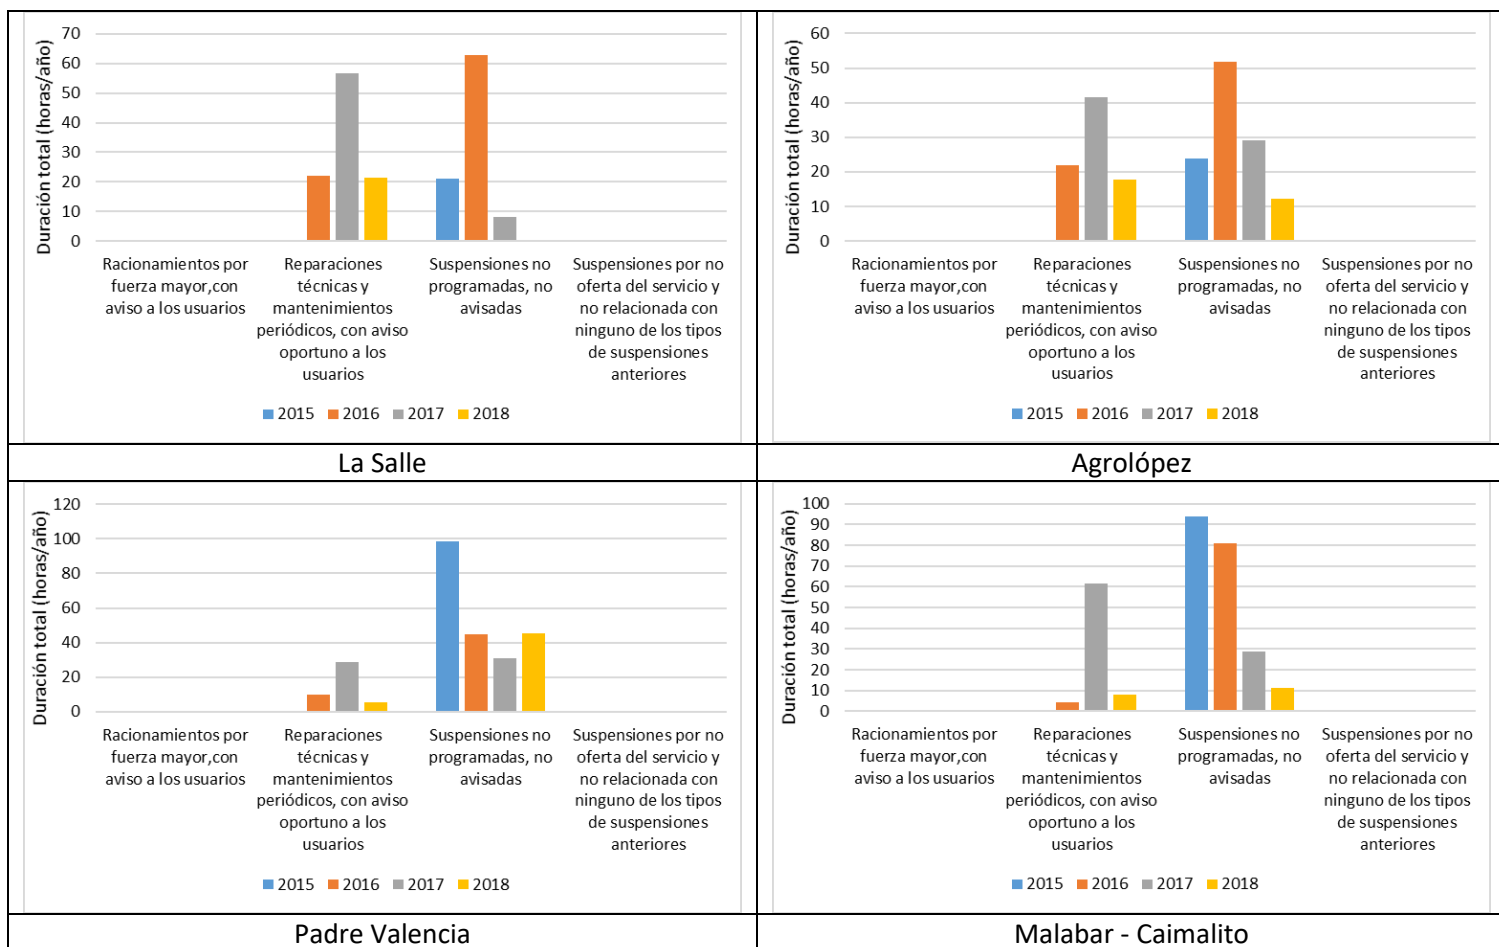 Duración total (horas/año)
70
60
50
40
30
20
10
0
Racionamientos por
fuerza mayor,con
aviso a los usuarios
Reparaciones
técnicas y
mantenimientos
periódicos, con aviso
oportuno a los
usuarios
Suspensiones no
programadas, no
avisadas
Suspensiones por no
oferta del servicio y
no relacionada con
ninguno de los tipos
de suspensiones
anteriores
2015 2016 2017 2018
La Salle
Duración total (horas/año)
60
50
40
30
20
10
0
Racionamientos por
fuerza mayor,con
aviso a los usuarios
Reparaciones
técnicas y
mantenimientos
periódicos, con aviso
oportuno a los
usuarios
Suspensiones no
programadas, no
avisadas
Suspensiones por no
oferta del servicio y
no relacionada con
ninguno de los tipos
de suspensiones
anteriores
2015 2016 2017 2018
Agrolópez
Duración total (horas/año)
120
100
80
60
40
20
0
Racionamientos por
fuerza mayor,con
aviso a los usuarios
Reparaciones
técnicas y
mantenimientos
periódicos, con aviso
oportuno a los
usuarios
Suspensiones no
programadas, no
avisadas
Suspensiones por no
oferta del servicio y
no relacionada con
ninguno de los tipos
de suspensiones
anteriores
2015 2016 2017 2018
Padre Valencia
Duración total (horas/año)
100
90
80
70
60
50
40
30
20
10
0
Racionamientos por
fuerza mayor,con
aviso a los usuarios
Reparaciones
técnicas y
mantenimientos
periódicos, con aviso
oportuno a los
usuarios
Suspensiones no
programadas, no
avisadas
Suspensiones por no
oferta del servicio y
no relacionada con
ninguno de los tipos
de suspensiones
anteriores
2015 2016 2017 2018
Malabar - Caimalito